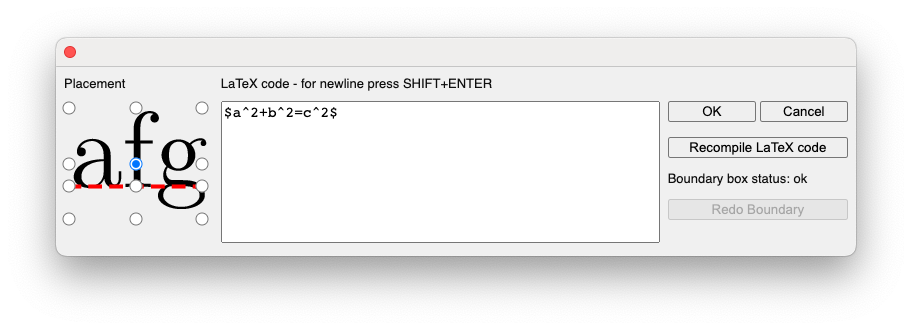 Placement
LaTeX code - for newline press SHIFT+ENTER
afg
$a^2+b^2=c^2$
OK
Cancel
Recompile LaTeX code
Boundary box status: ok
Redo Boundary